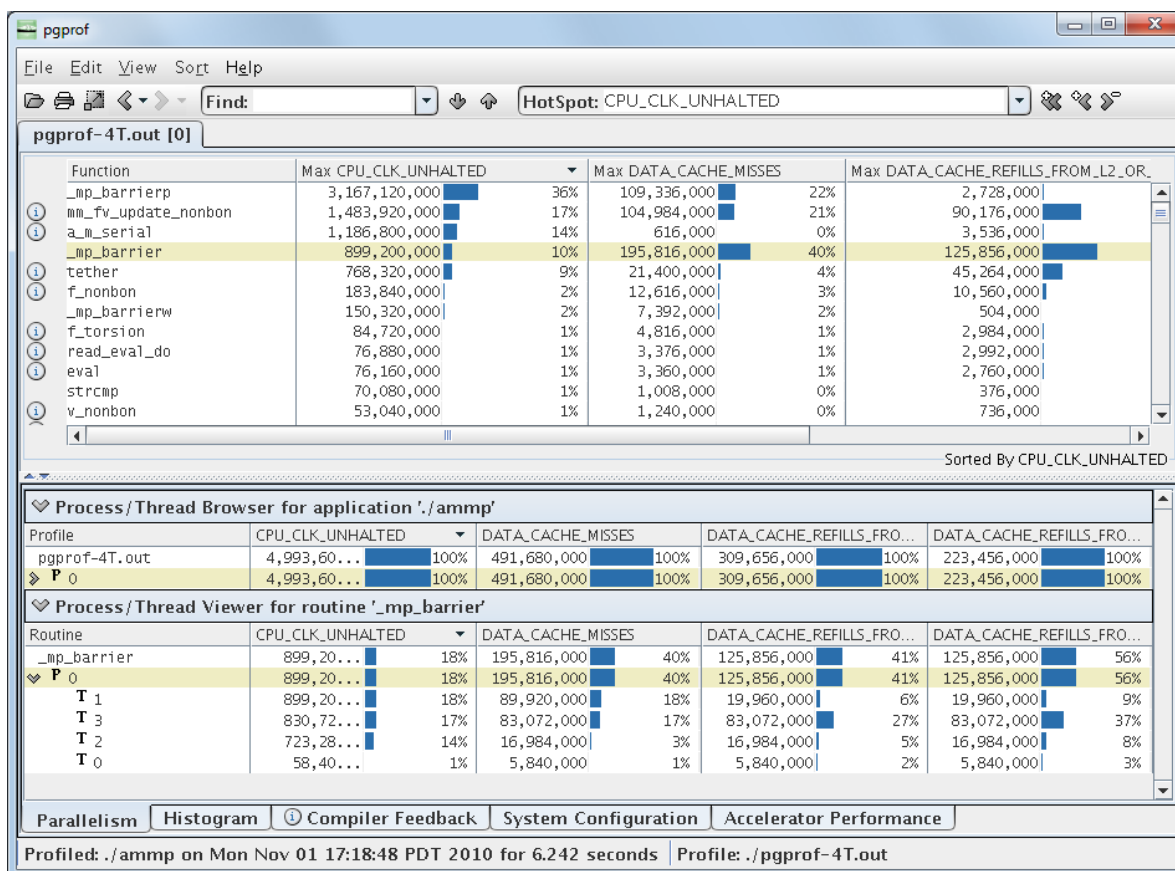 pgprof
File Edit View Sort Help
Find: HotSpot: CPU_CLK_UNHALTED
pgprof-4T.out [0]
Function Max CPU_CLK_UNHALTED Max DATA_CACHE_MISSES Max DATA_CACHE_REFILLS_FROM_L2_OR_
_mp_barrierp 3,167,120,000 36% 109,336,000 22% 2,728,000
mm_fv_update_nonbon 1,483,920,000 17% 104,984,000 21% 90,176,000
a_m_serial 1,186,800,000 14% 616,000 0% 3,536,000
_mp_barrier 899,200,000 10% 195,816,000 40% 125,856,000
tether 768,320,000 9% 21,400,000 4% 45,264,000
f_nonbon 183,840,000 2% 12,616,000 3% 10,560,000
_mp_barrierw 150,320,000 2% 7,392,000 2% 504,000
f_torsion 84,720,000 1% 4,816,000 1% 2,984,000
read_eval_do 76,880,000 1% 3,376,000 1% 2,992,000
eval 76,160,000 1% 3,360,000 1% 2,760,000
strcmp 70,080,000 1% 1,008,000 0% 376,000
v_nonbon 53,040,000 1% 1,240,000 0% 736,000
Sorted By CPU_CLK_UNHALTED
Process/Thread Browser for application './ammp'
Profile CPU_CLK_UNHALTED DATA_CACHE_MISSES DATA_CACHE_REFILLS_FRO... DATA_CACHE_REFILLS_FRO...
pgprof-4T.out 4,993,60... 100% 491,680,000 100% 309,656,000 100% 223,456,000 100%
P 0 4,993,60... 100% 491,680,000 100% 309,656,000 100% 223,456,000 100%
Process/Thread Viewer for routine '_mp_barrier'
Routine CPU_CLK_UNHALTED DATA_CACHE_MISSES DATA_CACHE_REFILLS_FRO... DATA_CACHE_REFILLS_FRO...
_mp_barrier 899,20... 18% 195,816,000 40% 125,856,000 41% 125,856,000 56%
P 0 899,20... 18% 195,816,000 40% 125,856,000 41% 125,856,000 56%
T 1 899,20... 18% 89,920,000 18% 19,960,000 6% 19,960,000 9%
T 3 830,72... 17% 83,072,000 17% 83,072,000 27% 83,072,000 37%
T 2 723,28... 14% 16,984,000 3% 16,984,000 5% 16,984,000 8%
T 0 58,40... 1% 5,840,000 1% 5,840,000 2% 5,840,000 3%
Parallelism Histogram Compiler Feedback System Configuration Accelerator Performance
Profiled: ./ammp on Mon Nov 01 17:18:48 PDT 2010 for 6.242 seconds Profile: ./pgprof-4T.out